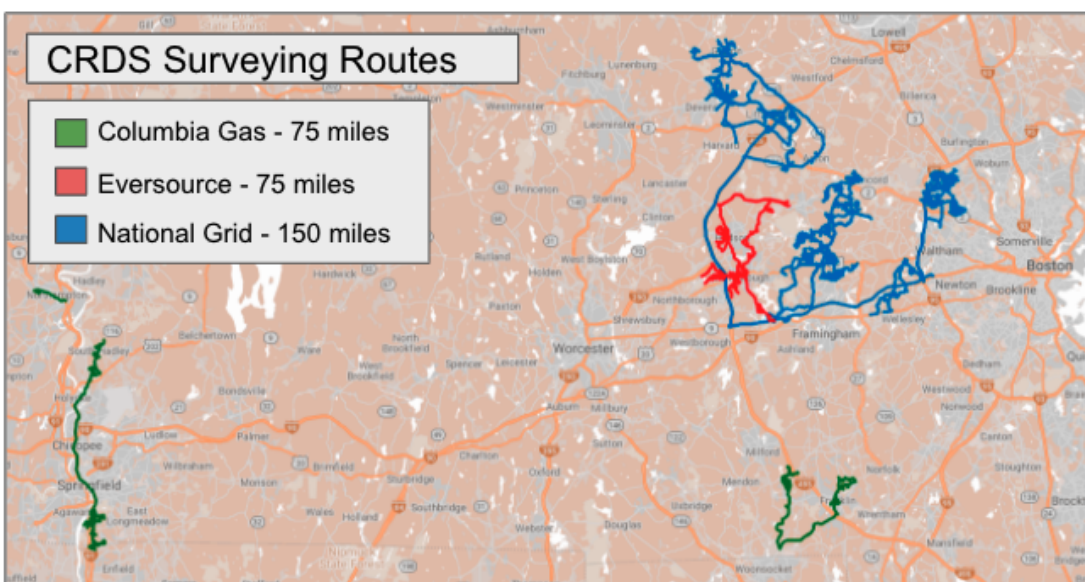 CRDS Surveying Routes
Columbia Gas - 75 miles
Eversource - 75 miles
National Grid - 150 miles
Lowell
Chelmsford
Westford
Lunenburg
Fitchburg
Ashburnham
Westminster
Leominster
Billerica
Burlington
Woburn
Harvard
Lancaster
Princeton
Sterling
Clinton
Rutland
Holden
West Boylston
Waltham
Somerville
Boston
Newton
Brookline
Hadley
Hardwick
Paxton
Northborough
Shrewsbury
Westborough
Framingham
Wellesley
Ashland
Belchertown
Ware
North
Brookfield
West
Brookfield
Spencer
Leicester
Worcester
South Hadley
Bondsville
Auburn
Millbury
Dedham
Westwood
Norwood
Canton
Holyoke
Chicopee
Ludlow
Palmer
Wilbraham
Brimfield
Monson
Sturbridge
Charlton
Oxford
Sutton
Milford
Mendon
Norfolk
Franklin
Wrentham
Stoughton
Springfield
Agawam
East
Longmeadow
Wales
Holland
Southbridge
Webster
Douglas
Uxbridge
Mansfield
Enfield
Woonsocket